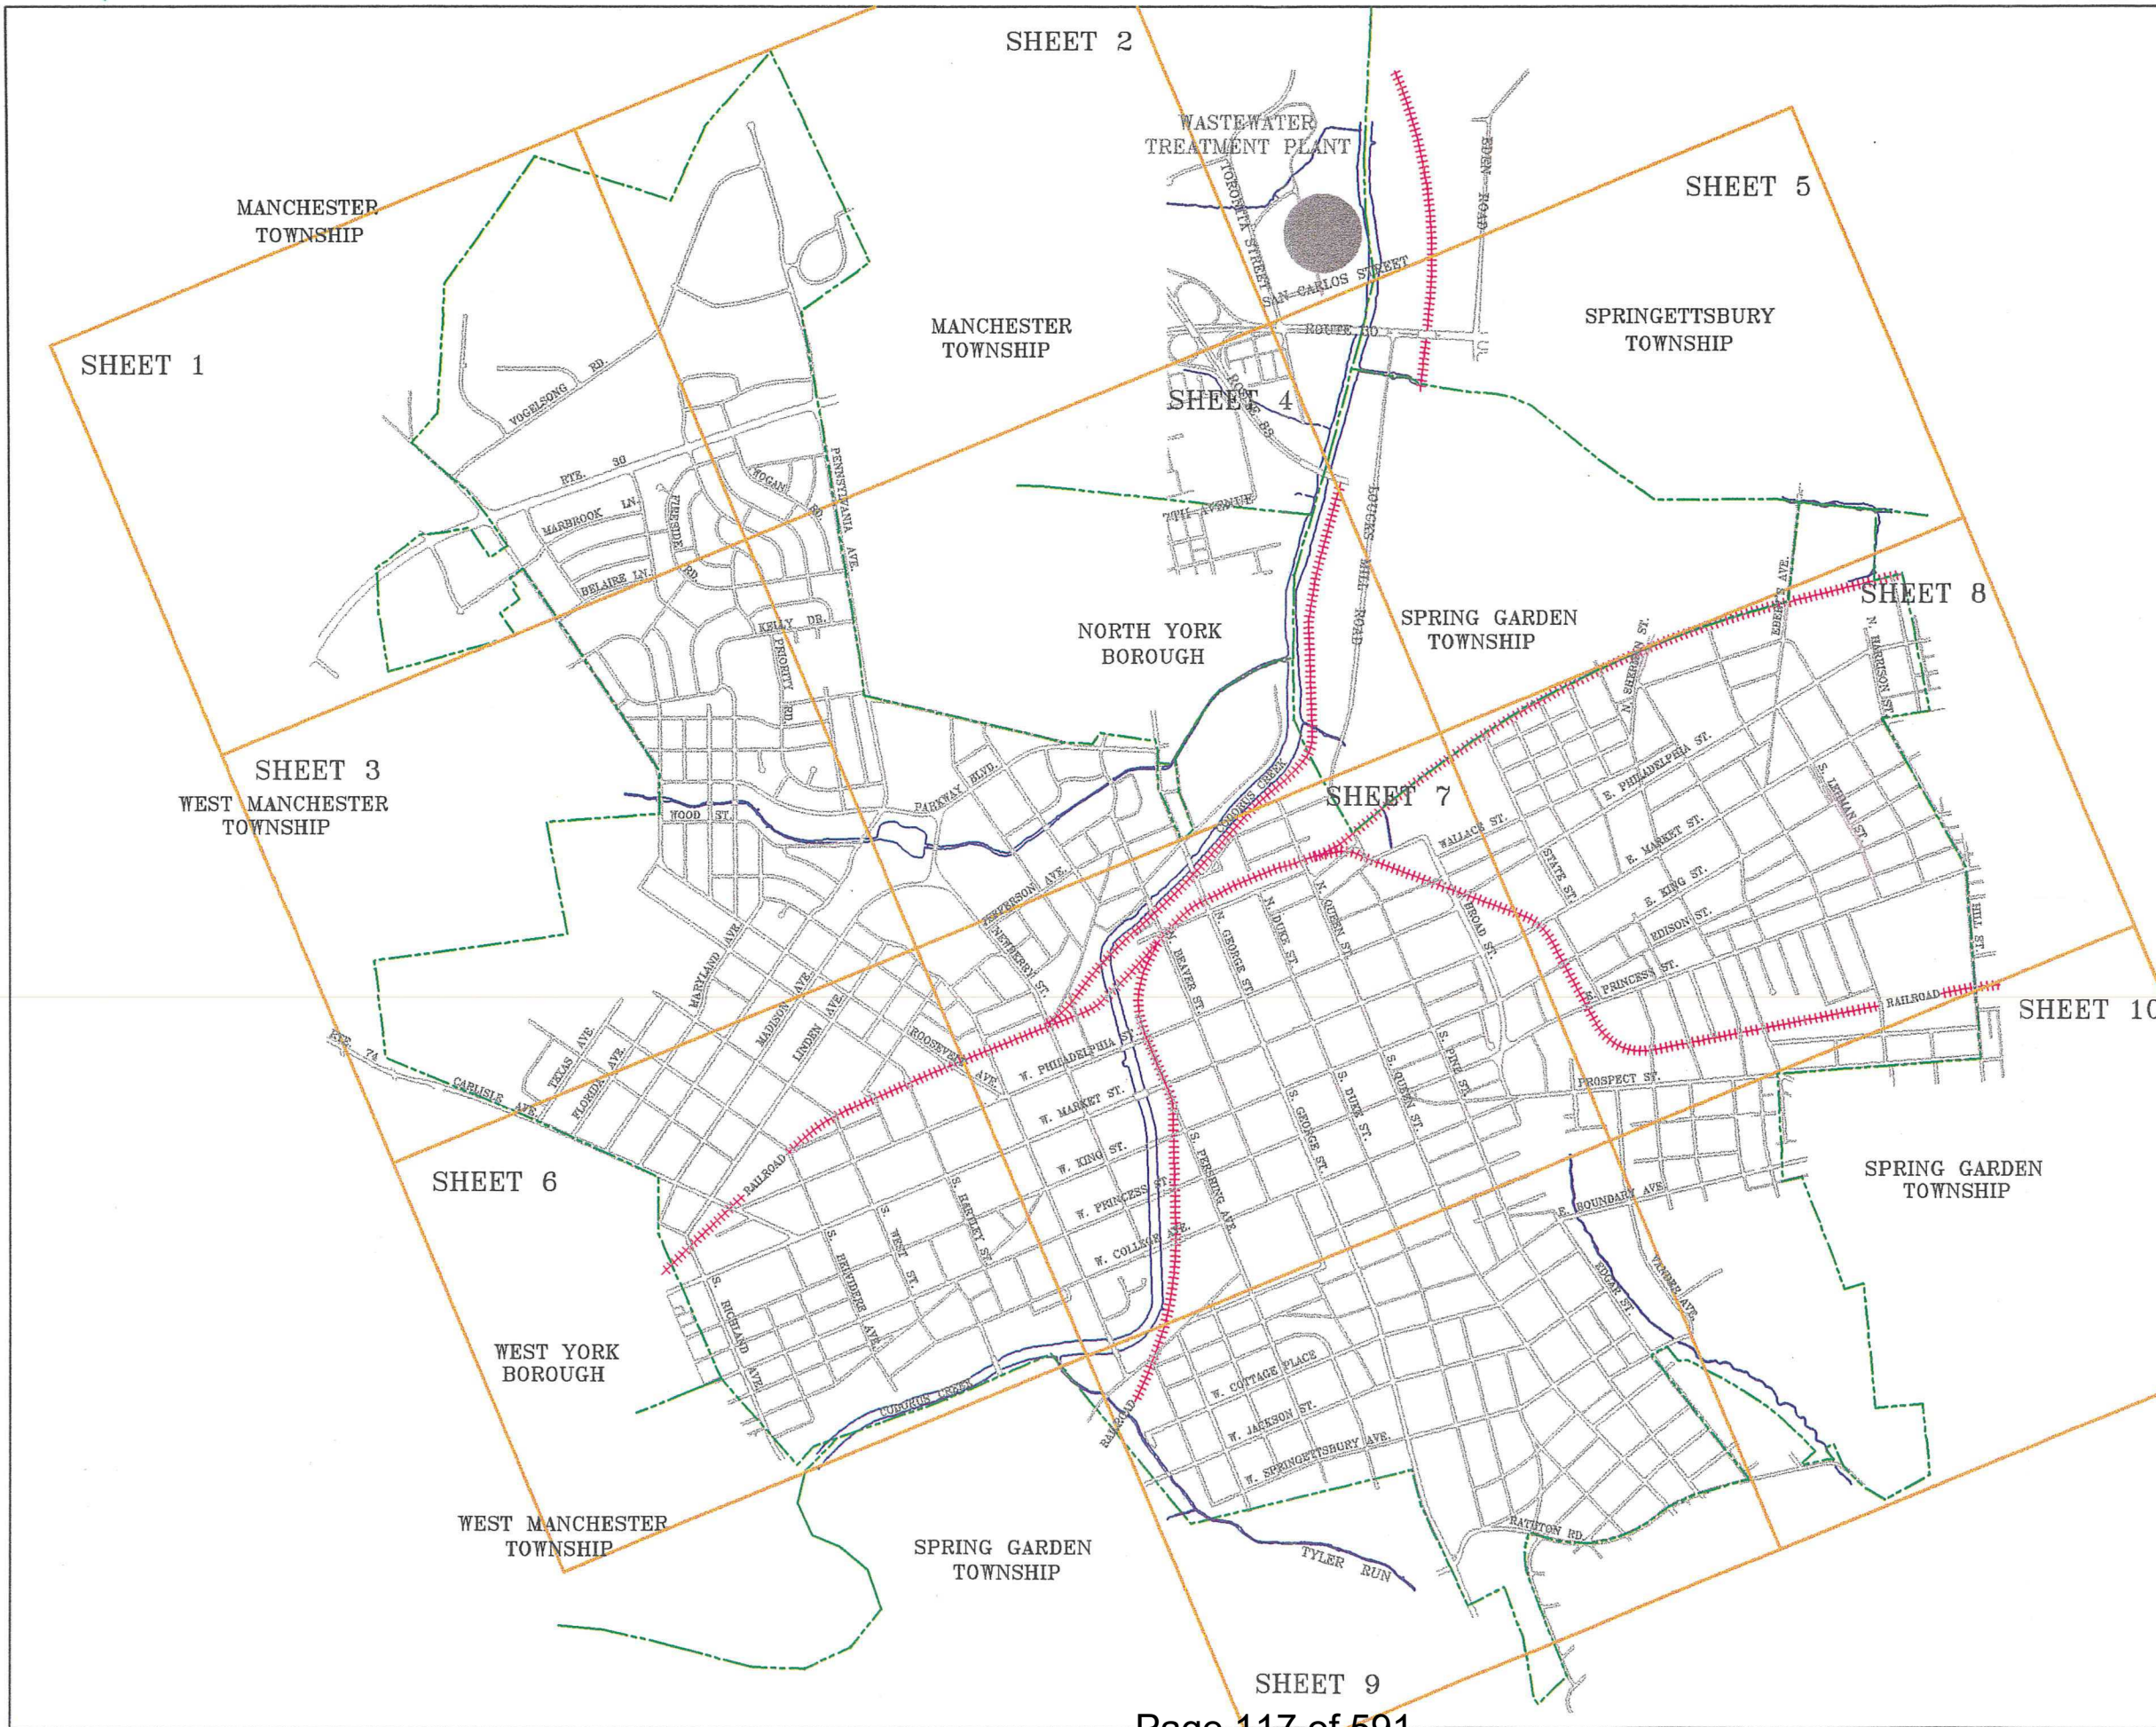 SHEET 2
WASTEWATER
TREATMENT PLANT
TORONITA STREET
EDEN ROAD
SHEET 5
MANCHESTER
TOWNSHIP
SAN CARLOS STREET
SPRINGETTSBURY
TOWNSHIP
MANCHESTER
TOWNSHIP
SHEET 1
VOGELSONG RD.
SHEET 4
RTE. 30
MARBROOK LN.
FIRESIDE RD.
WOGAN RD.
PENNSYLVANIA AVE.
BELAIRE LN.
7TH AVENUE
LOUCKS MILL ROAD
KELLY DR.
PRIORITY RD.
NORTH YORK
BOROUGH
SPRING GARDEN
TOWNSHIP
N. SHERMAN ST.
EBERTS AVE.
SHEET 8
N. HARRISON ST.
SHEET 3
WEST MANCHESTER
TOWNSHIP
WOOD ST.
PARKWAY BLVD.
CODORUS CREEK
SHEET 7
WALLACE ST.
E. PHILADELPHIA ST.
S. LEHMAN ST.
STATE ST.
E. MARKET ST.
E. KING ST.
EDISON ST.
PRINCESS ST.
HILL ST.
JEFFERSON AVE.
NEWBERRY ST.
N. BEAVER ST.
N. GEORGE ST.
N. DUKE ST.
N. QUEEN ST.
BROAD ST.
MARYLAND AVE.
MADISON AVE.
LINDEN AVE.
ROOSEVELT AVE.
RAILROAD
SHEET 10
RTE 74
CARLISLE AVE.
TEXAS AVE.
FLORIDA AVE.
W. PHILADELPHIA ST.
W. MARKET ST.
W. KING ST.
W. PRINCESS ST.
W. COLLEGE AVE.
S. PERSHING AVE.
S. GEORGE ST.
S. DUKE ST.
S. QUEEN ST.
S. PINE ST.
PROSPECT ST.
SHEET 6
RAILROAD
S. HARTLEY ST.
S. WEST ST.
S. BELVIDERE AVE.
S. RICHLAND AVE.
SPRING GARDEN
TOWNSHIP
E. BOUNDARY AVE.
EDGAR ST.
VANDER AVE.
WEST YORK
BOROUGH
CODORUS CREEK
RAILROAD
W. COTTAGE PLACE
W. JACKSON ST.
W. SPRINGETTSBURY AVE.
RATHTON RD.
WEST MANCHESTER
TOWNSHIP
SPRING GARDEN
TOWNSHIP
TYLER RUN
SHEET 9
Page 117 of 591